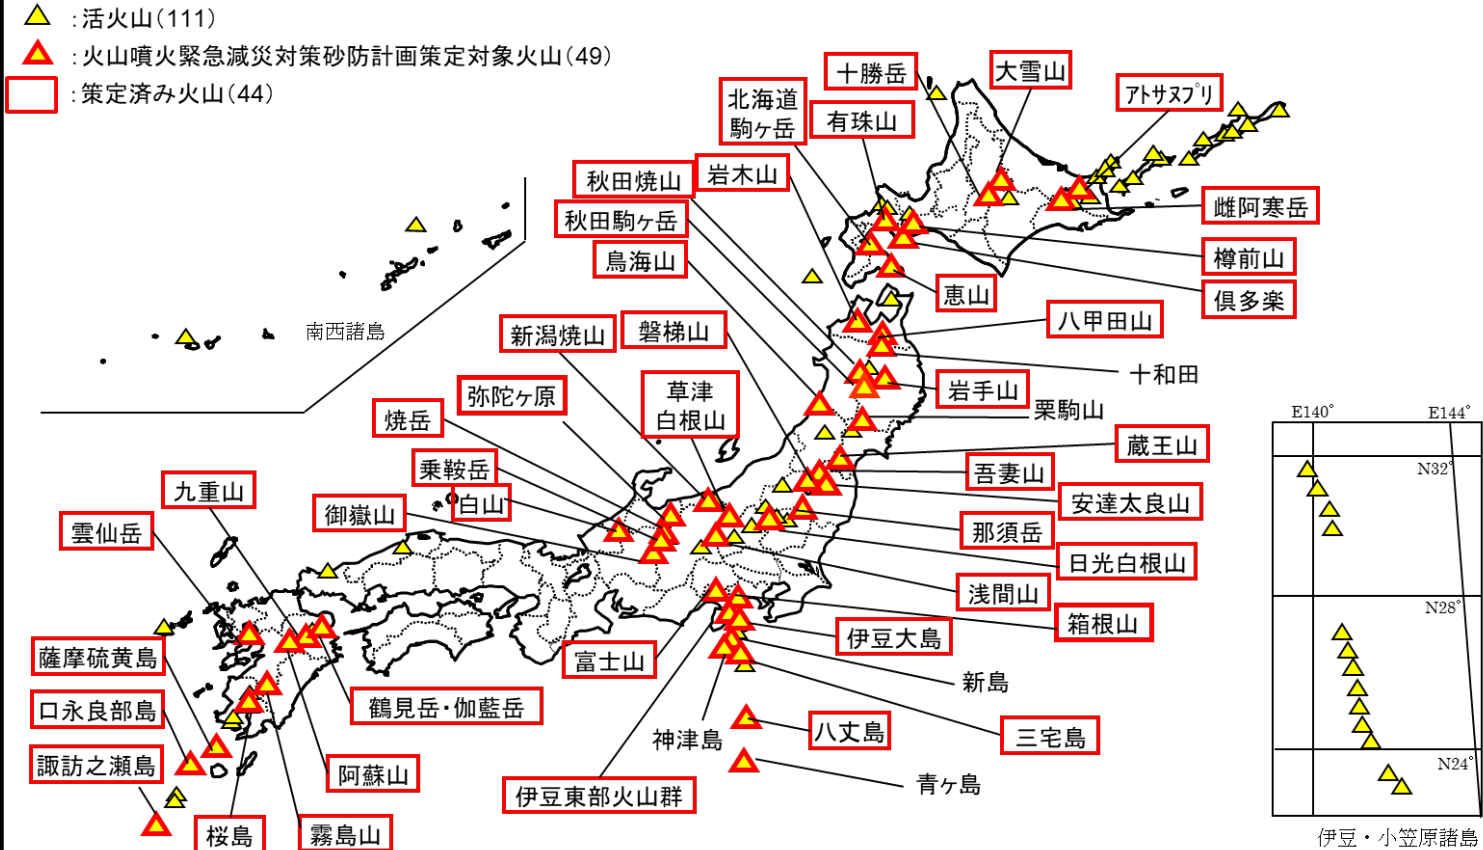 ：活火山（111）
：火山噴火緊急減災対策砂防計画策定対象火山（49）
：策定済み火山（44）
十勝岳
大雪山
ｱﾄｻﾇﾌﾟﾘ
北海道
駒ヶ岳
有珠山
岩木山
秋田焼山
秋田駒ヶ岳
鳥海山
雌阿寒岳
樽前山
倶多楽
恵山
八甲田山
十和田
岩手山
栗駒山
南西諸島
新潟焼山
磐梯山
草津
白根山
弥陀ヶ原
焼岳
乗鞍岳
白山
御嶽山
九重山
雲仙岳
蔵王山
吾妻山
安達太良山
那須岳
日光白根山
浅間山
箱根山
伊豆大島
新島
富士山
薩摩硫黄島
口永良部島
諏訪之瀬島
鶴見岳・伽藍岳
阿蘇山
桜島
霧島山
神津島
八丈島
三宅島
青ヶ島
伊豆東部火山群
E140°
E144°
N32°
N28°
N24°
伊豆・小笠原諸島